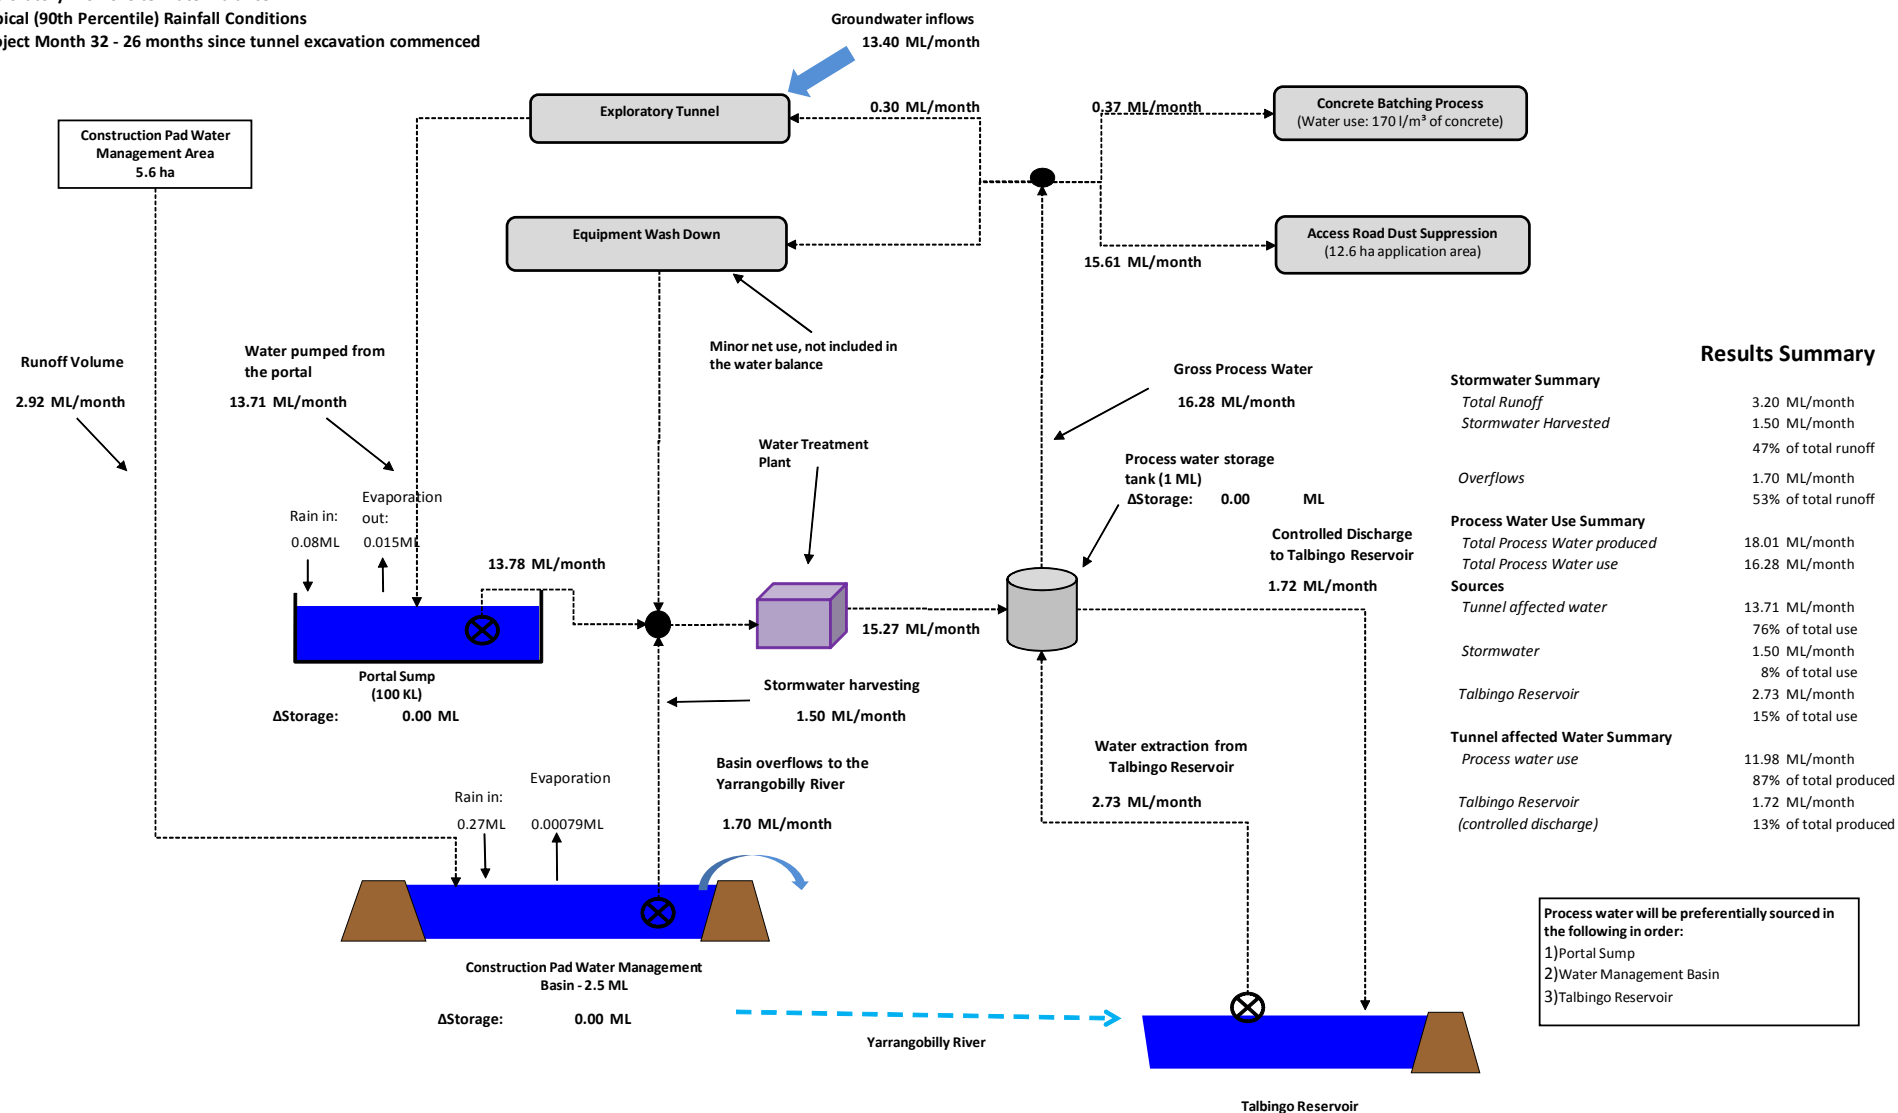 pical (90th Percentile) Rainfall Conditions
oject Month 32 - 26 months since tunnel excavation commenced
Groundwater inflows
13.40 ML/month
Exploratory Tunnel
0.30 ML/month
0.37 ML/month
Concrete Batching Process
(Water use: 170 l/m³ of concrete)
Construction Pad Water
Management Area
5.6 ha
Equipment Wash Down
Access Road Dust Suppression
(12.6 ha application area)
15.61 ML/month
Minor net use, not included in
the water balance
Runoff Volume
2.92 ML/month
Water pumped from
the portal
13.71 ML/month
Gross Process Water
16.28 ML/month
Water Treatment
Plant
Process water storage
tank (1 ML)
ΔStorage: 0.00 ML
Rain in:
0.08ML
Evaporation
out:
0.015ML
13.78 ML/month
Controlled Discharge
to Talbingo Reservoir
1.72 ML/month
15.27 ML/month
Portal Sump
(100 KL)
ΔStorage: 0.00 ML
Stormwater harvesting
1.50 ML/month
Water extraction from
Talbingo Reservoir
2.73 ML/month
Basin overflows to the
Yarrangobilly River
1.70 ML/month
Rain in:
0.27ML
Evaporation
0.00079ML
Construction Pad Water Management
Basin - 2.5 ML
ΔStorage: 0.00 ML
Yarrangobilly River
Talbingo Reservoir
Results Summary
Stormwater Summary
Total Runoff 3.20 ML/month
Stormwater Harvested 1.50 ML/month
47% of total runoff
Overflows 1.70 ML/month
53% of total runoff
Process Water Use Summary
Total Process Water produced 18.01 ML/month
Total Process Water use 16.28 ML/month
Sources
Tunnel affected water 13.71 ML/month
76% of total use
Stormwater 1.50 ML/month
8% of total use
Talbingo Reservoir 2.73 ML/month
15% of total use
Tunnel affected Water Summary
Process water use 11.98 ML/month
87% of total produced
Talbingo Reservoir 1.72 ML/month
(controlled discharge) 13% of total produced
Process water will be preferentially sourced in
the following in order:
1)Portal Sump
2)Water Management Basin
3)Talbingo Reservoir